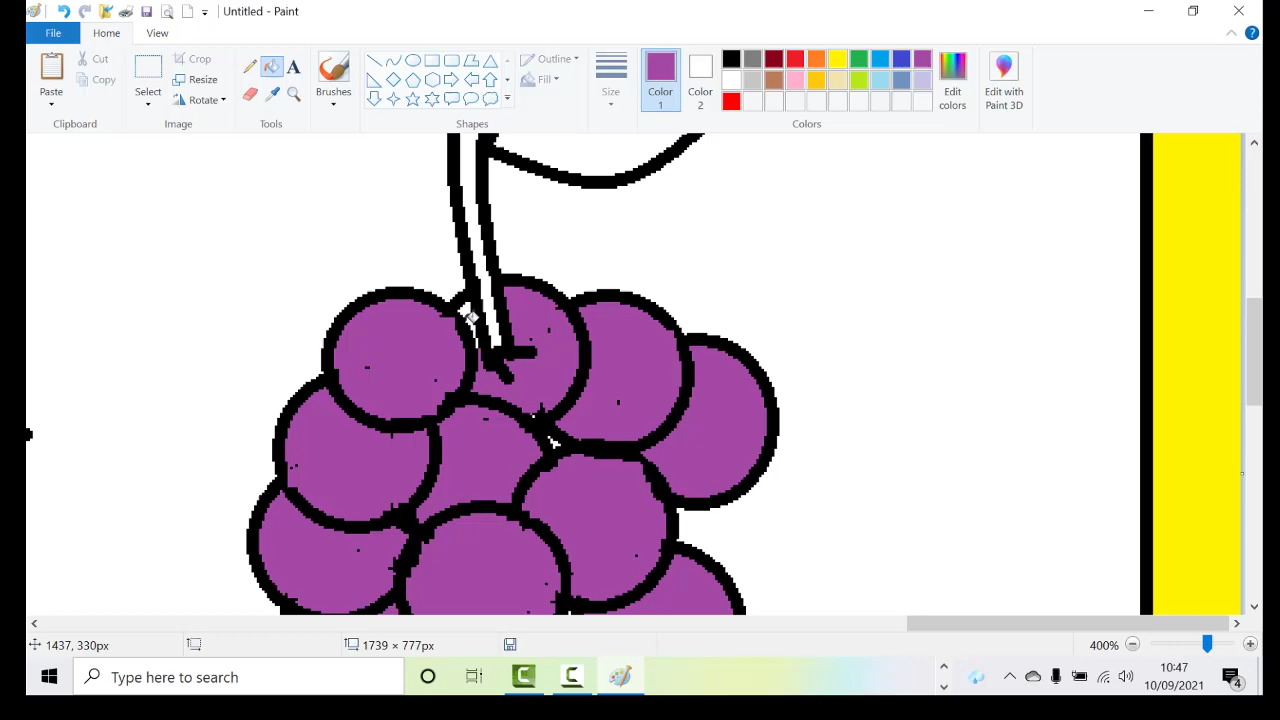 Untitled - Paint
File Home View
Paste
Cut
Copy
Clipboard
Select
Crop
Resize
Rotate
Image
Tools
Brushes
Shapes
Outline
Fill
Size
Color 1
Color 2
Edit colors
Colors
Edit with Paint 3D
1437, 330px
1739 × 777px
400%
Type here to search
10:47
10/09/2021
4